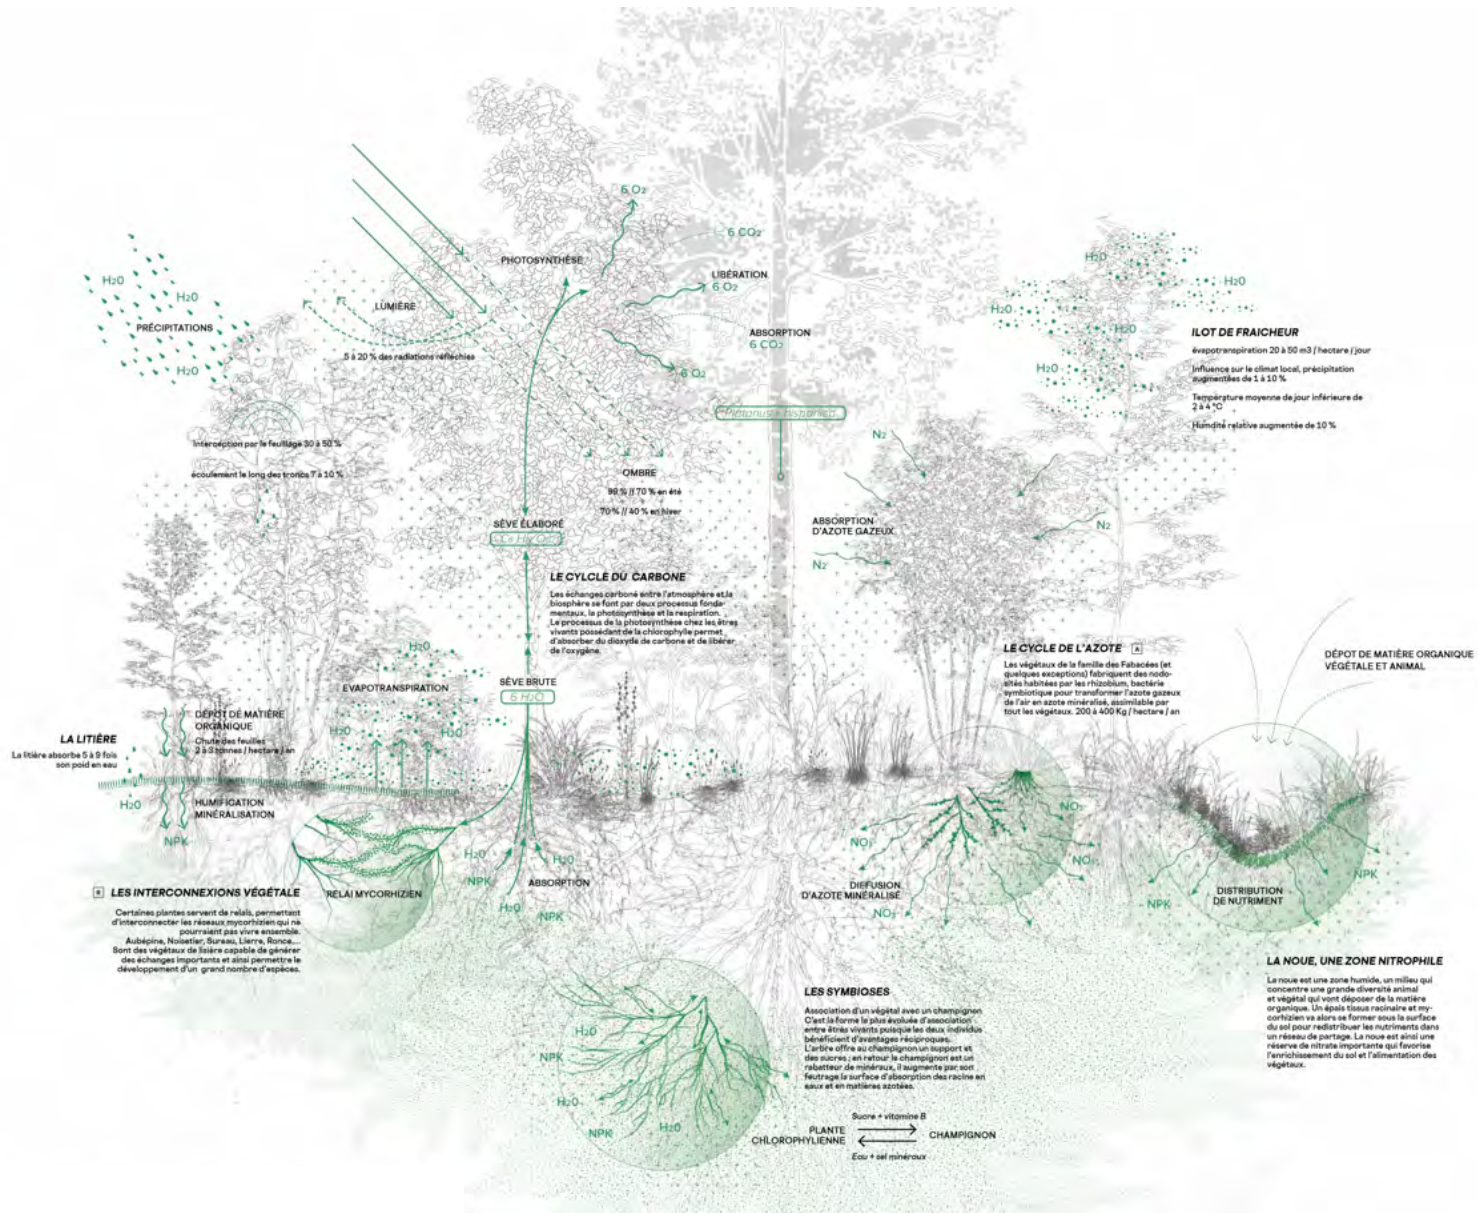 6 O2
6 CO2
PHOTOSYNTHÈSE
LIBÉRATION
6 O2
H2O
H2O
PRÉCIPITATIONS
H2O
LUMIÈRE
5 à 20 % des radiations réfléchies
ABSORPTION
6 CO2
6 O2
H2O
H2O
H2O
H2O
H2O
ILOT DE FRAICHEUR
évapotranspiration 20 à 50 m3 / hectare / jour
Influence sur le climat local, précipitation
augmentées de 1 à 10 %
Température moyenne de jour inférieure de
2 à 4 °C
Humidité relative augmentée de 10 %
Platanus x hispanica
Interception par le feuillage 30 à 50 %
écoulement le long des troncs 7 à 10 %
OMBRE
99 % // 70 % en été
70 % // 40 % en hiver
N2
ABSORPTION
D'AZOTE GAZEUX
N2
N2
SÈVE ÉLABORÉ
LE CYLCLE DU CARBONE
Les échanges carboné entre l'atmosphère et la
biosphère se font par deux processus fonda-
mentaux, la photosynthèse et la respiration.
Le processus de la photosynthèse chez les êtres
vivants possédant de la chlorophylle permet
d'absorber du dioxyde de carbone et de libérer
de l'oxygène.
LE CYCLE DE L'AZOTE A
Les végétaux de la famille des Fabacées (et
quelques exceptions) fabriquent des nodo-
sités habitées par les rhizobium, bactérie
symbiotique pour transformer l'azote gazeux
de l'air en azote minéralisé, assimilable par
tout les végétaux. 200 à 400 Kg / hectare / an
DÉPOT DE MATIÈRE ORGANIQUE
VÉGÉTALE ET ANIMAL
H2O
EVAPOTRANSPIRATION
H2O
H2O
SÈVE BRUTE
6 H2O
DÉPOT DE MATIÈRE
ORGANIQUE
Chute des feuilles
2 à 3 tonnes / hectare / an
LA LITIÈRE
La litière absorbe 5 à 9 fois
son poid en eau
H2O
HUMIFICATION
MINÉRALISATION
NPK
RELAI MYCORHIZIEN
H2O
H2O
NPK
ABSORPTION
H2O
NPK
NO3
NO3
NO3
DIFFUSION
D'AZOTE MINÉRALISÉ
NO3
DISTRIBUTION
DE NUTRIMENT
NPK
NPK
B LES INTERCONNEXIONS VÉGÉTALE
Certaines plantes servent de relais, permettant
d'interconnecter les réseaux mycorhizien qui ne
pourraient pas vivre ensemble.
Aubépine, Noisetier, Sureau, Lierre, Ronce...
Sont des végétaux de lisière capable de générer
des échanges importants et ainsi permettre le
développement d'un grand nombre d'espèces.
LA NOUE, UNE ZONE NITROPHILE
La noue est une zone humide, un milieu qui
concentre une grande diversité animal
et végétal qui vont déposer de la matière
organique. Un épais tissus racinaire et my-
corhizien va alors se former sous la surface
du sol pour redistribuer les nutriments dans
un réseau de partage. La noue est ainsi une
réserve de nitrate importante qui favorise
l'enrichissement du sol et l'alimentation des
végétaux.
LES SYMBIOSES
Association d'un végétal avec un champignon
C'est la forme la plus évoluée d'association
entre êtres vivants puisque les deux individus
bénéficient d'avantages réciproques.
L'arbre offre au champignon un support et
des sucres ; en retour le champignon est un
rabatteur de minéraux, il augmente par son
feutrage la surface d'absorption des racine en
eaux et en matières azotées.
H2O
NPK
H2O
NPK
H2O
Sucre + vitamine B
PLANTE
CHLOROPHYLIENNE
CHAMPIGNON
Eau + sel minéraux